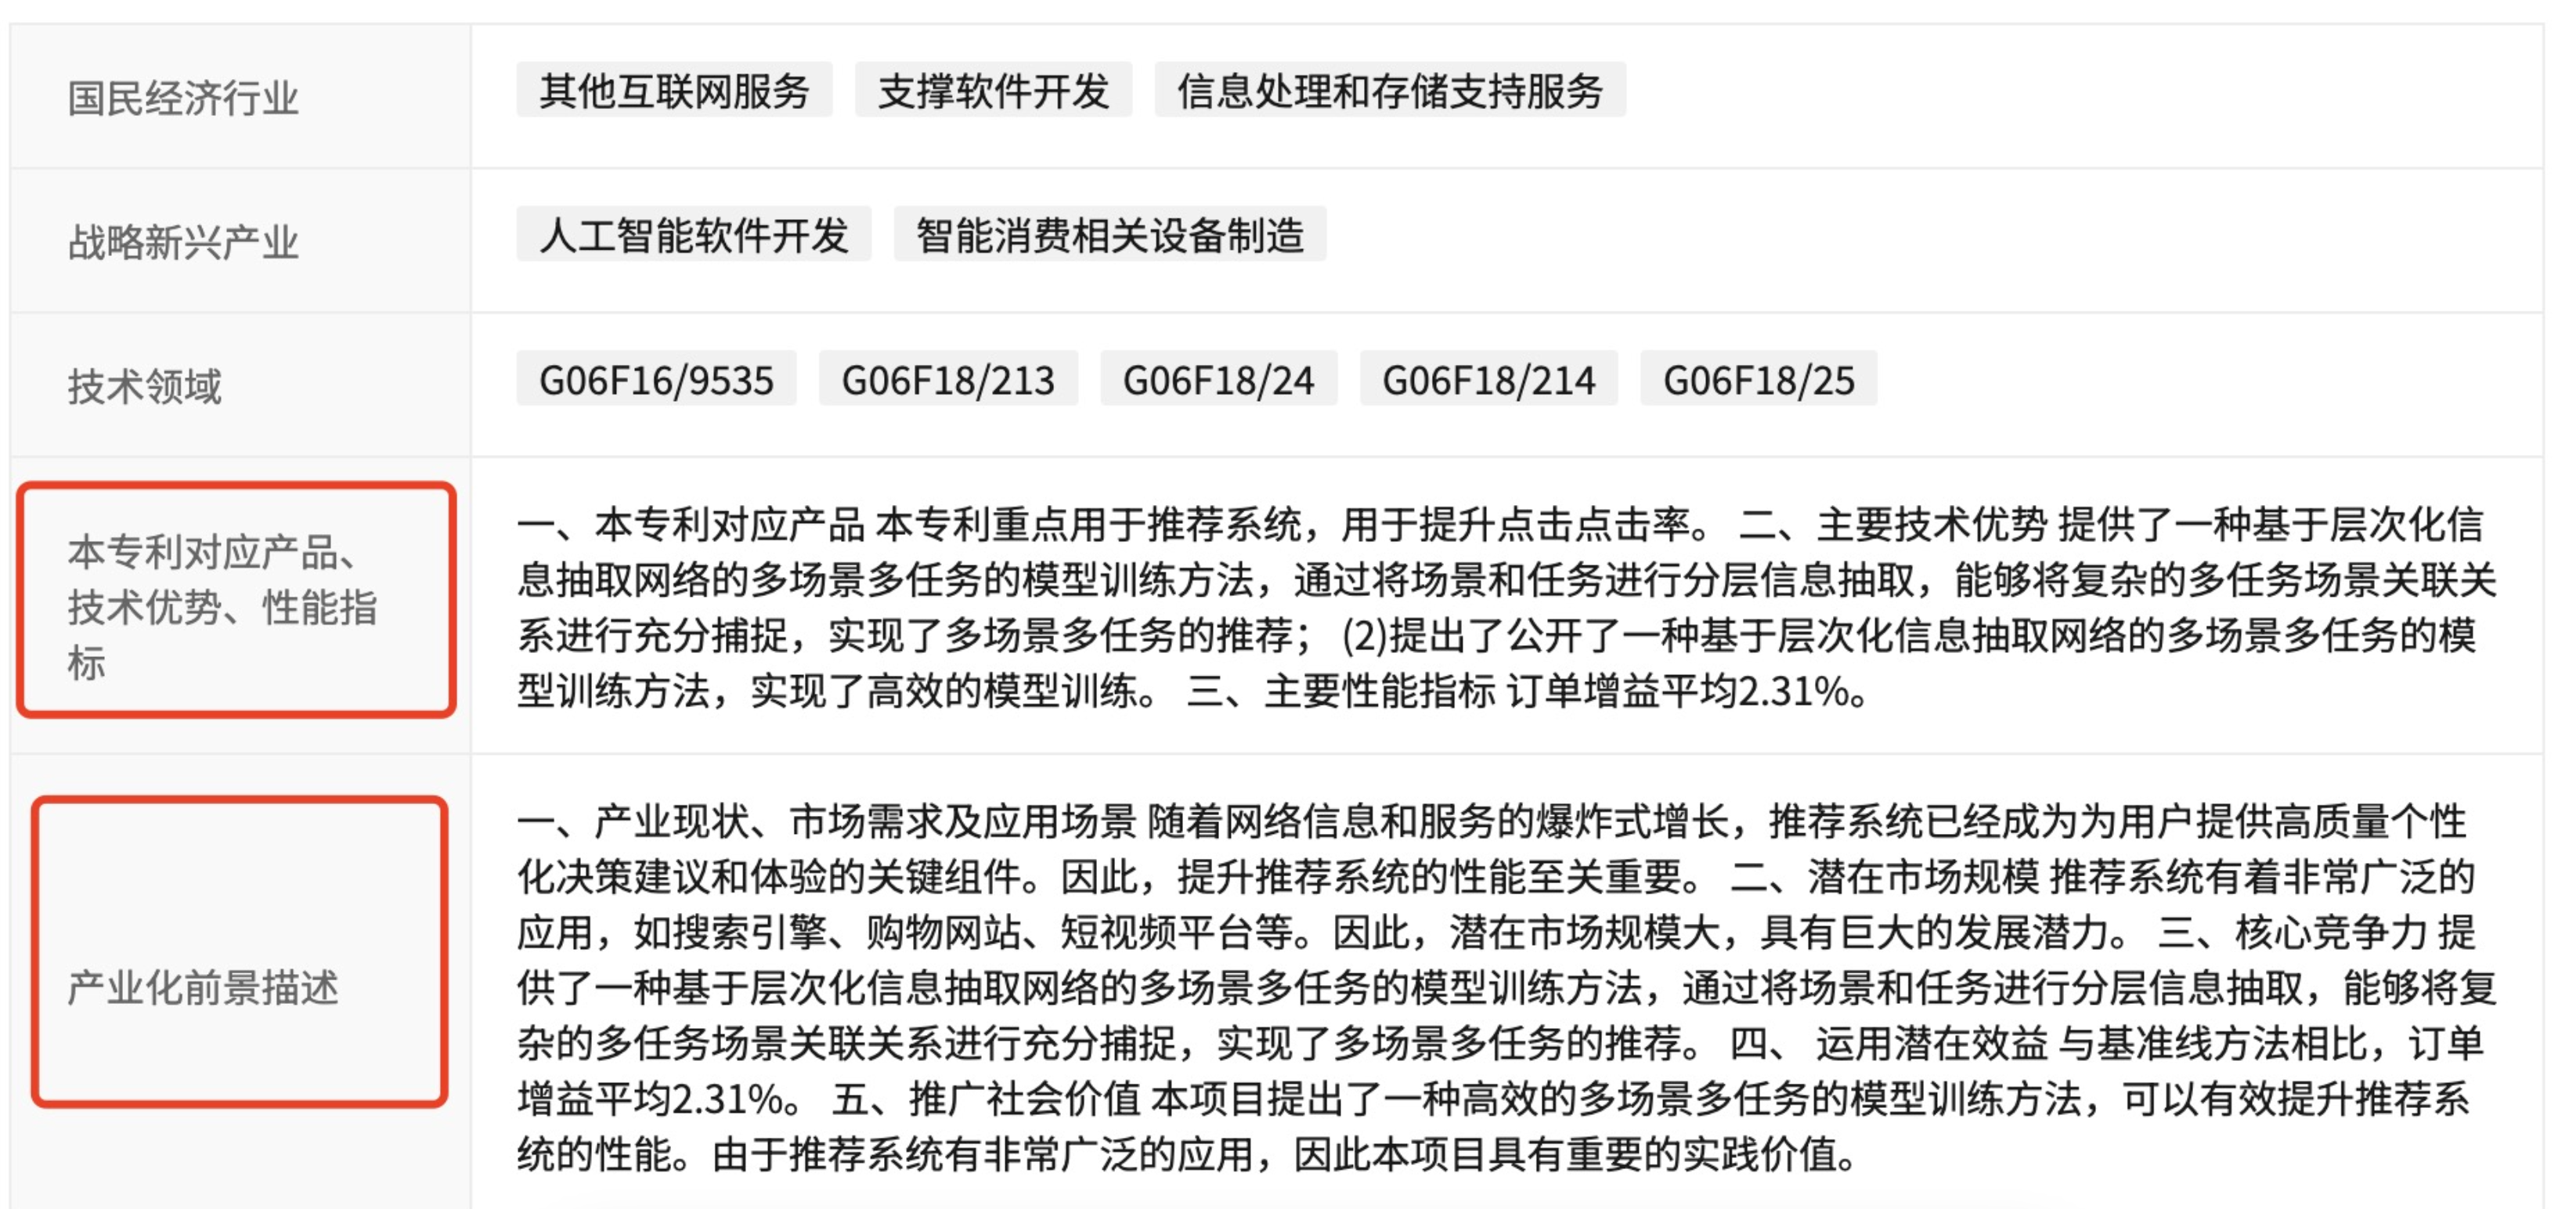 国民经济行业
其他互联网服务 支撑软件开发 信息处理和存储支持服务
战略新兴产业
人工智能软件开发 智能消费相关设备制造
技术领域
G06F16/9535 G06F18/213 G06F18/24 G06F18/214 G06F18/25
本专利对应产品、
技术优势、性能指
标
一、本专利对应产品 本专利重点用于推荐系统，用于提升点击点击率。 二、主要技术优势 提供了一种基于层次化信
息抽取网络的多场景多任务的模型训练方法，通过将场景和任务进行分层信息抽取，能够将复杂的多任务场景关联关
系进行充分捕捉，实现了多场景多任务的推荐； (2)提出了公开了一种基于层次化信息抽取网络的多场景多任务的模
型训练方法，实现了高效的模型训练。 三、主要性能指标 订单增益平均2.31%。
产业化前景描述
一、产业现状、市场需求及应用场景 随着网络信息和服务的爆炸式增长，推荐系统已经成为为用户提供高质量个性
化决策建议和体验的关键组件。因此，提升推荐系统的性能至关重要。 二、潜在市场规模 推荐系统有着非常广泛的
应用，如搜索引擎、购物网站、短视频平台等。因此，潜在市场规模大，具有巨大的发展潜力。 三、核心竞争力 提
供了一种基于层次化信息抽取网络的多场景多任务的模型训练方法，通过将场景和任务进行分层信息抽取，能够将复
杂的多任务场景关联关系进行充分捕捉，实现了多场景多任务的推荐。 四、 运用潜在效益 与基准线方法相比，订单
增益平均2.31%。 五、推广社会价值 本项目提出了一种高效的多场景多任务的模型训练方法，可以有效提升推荐系
统的性能。由于推荐系统有非常广泛的应用，因此本项目具有重要的实践价值。